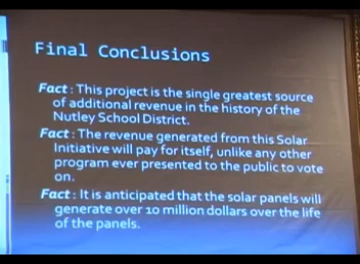 Final Conclusions
Fact : This project is the single greatest source
of additional revenue in the history of the
Nutley School District.
Fact : The revenue generated from this Solar
Initiative will pay for itself, unlike any other
program ever presented to the public to vote
on.
Fact : It is anticipated that the solar panels will
generate over 10 million dollars over the life
of the panels.